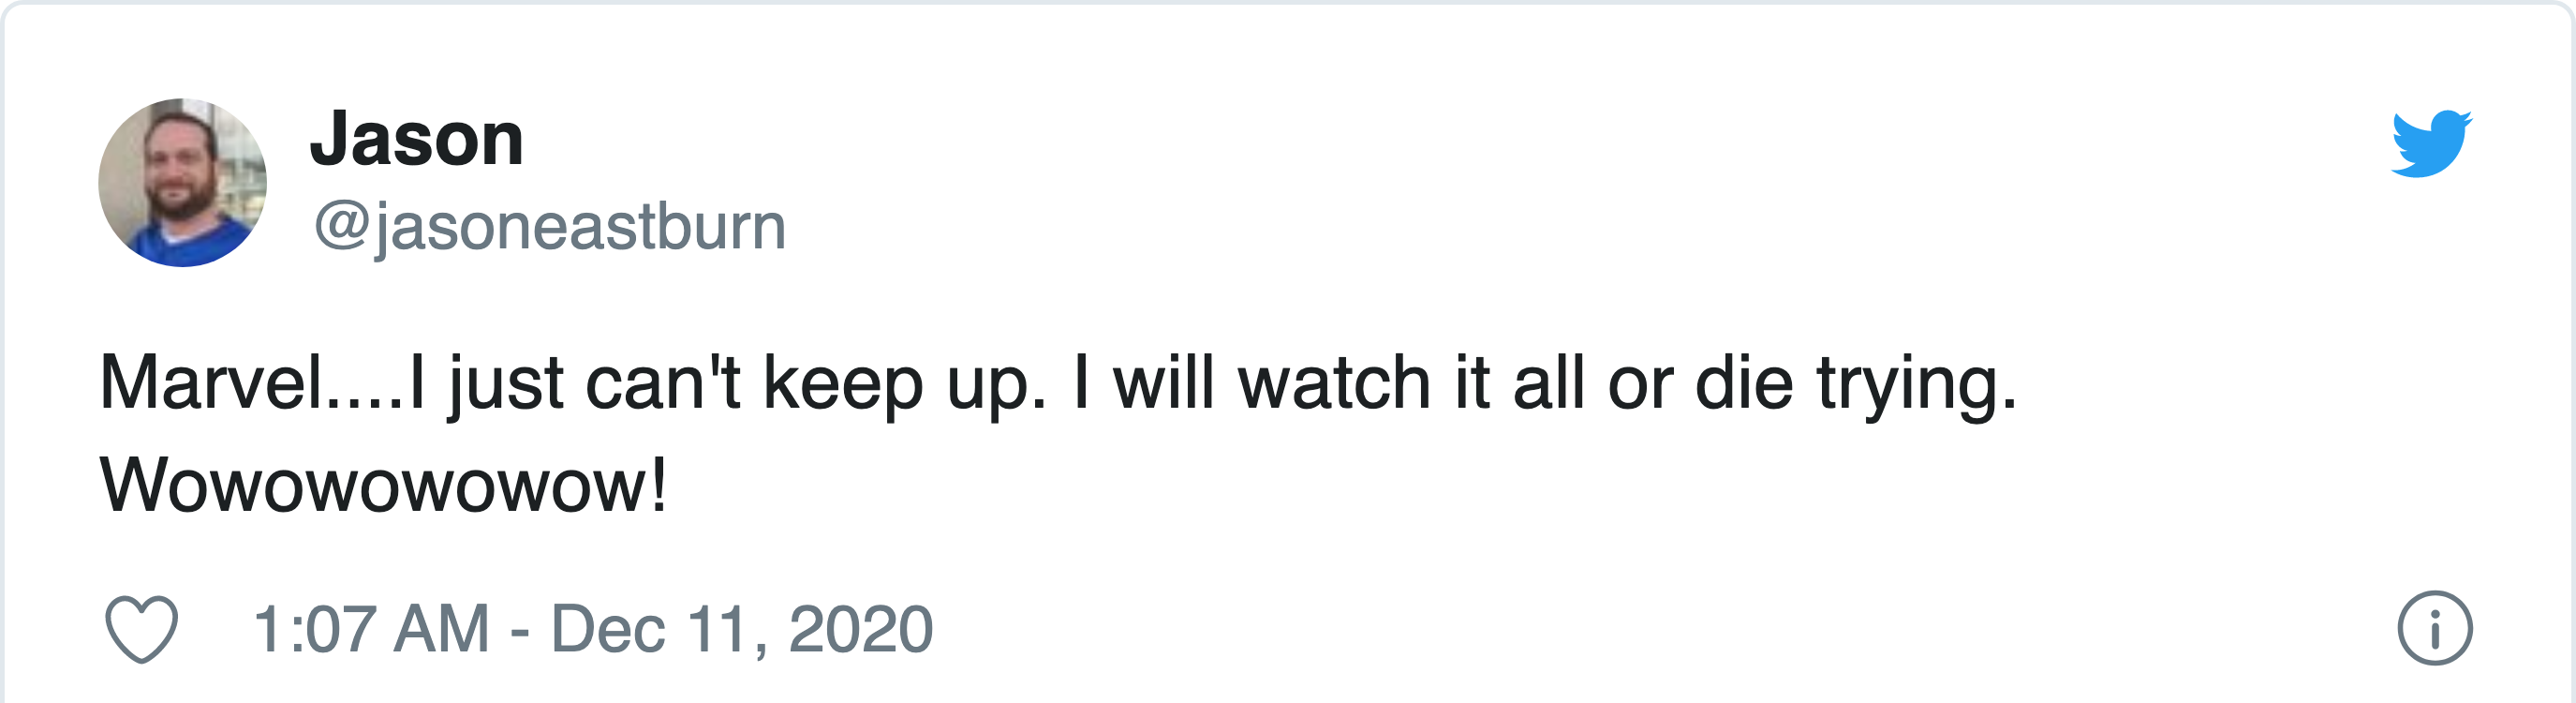 Jason
@jasoneastburn
Marvel....I just can't keep up. I will watch it all or die trying.
Wowowowowow!
1:07 AM - Dec 11, 2020